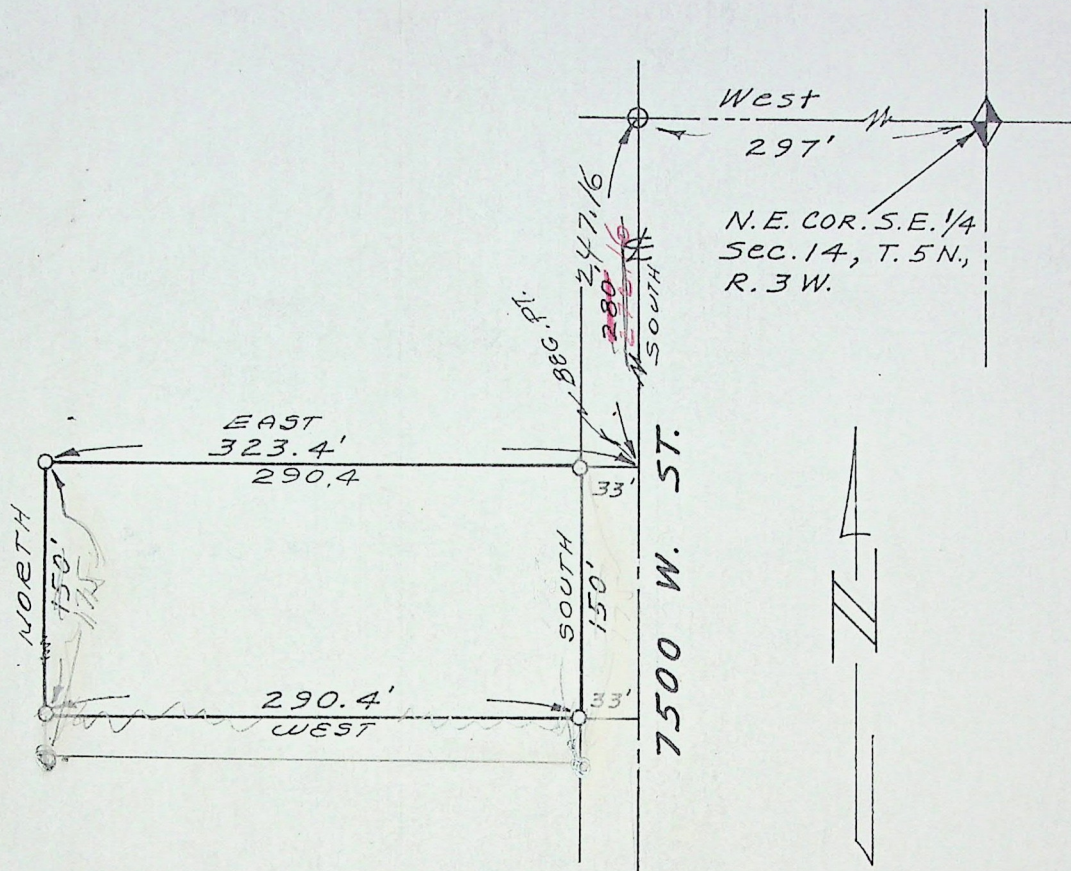 West
297'
N.E. COR. S.E. 1/4
Sec. 14, T. 5 N.,
R. 3 W.
247.16
280
SOUTH
BEG. PT.
EAST
323.4'
290.4
33'
NORTH
150'
175
SOUTH
150'
7500 W. ST.
N
290.4'
WEST
33'